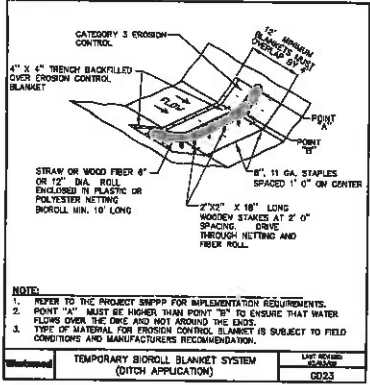 CATEGORY 3 EROSION
CONTROL
12' MINIMUM
BLANKETS MUST
OVERLAP BY 4"
4" X 4" TRENCH BACKFILLED
OVER EROSION CONTROL
BLANKET
FLOW
POINT
"A"
POINT
"B"
STRAW OR WOOD FIBER 6"
OR 12" DIA. ROLL
ENCLOSED IN PLASTIC OR
POLYESTER NETTING
BIOROLL MIN. 10' LONG
8", 11 GA. STAPLES
SPACED 1' 0" ON CENTER
2"X2" X 18" LONG
WOODEN STAKES AT 2' 0"
SPACING. DRIVE
THROUGH NETTING AND
FIBER ROLL.
NOTE:
1. REFER TO THE PROJECT SWPPP FOR IMPLEMENTATION REQUIREMENTS.
2. POINT "A" MUST BE HIGHER THAN POINT "B" TO ENSURE THAT WATER
FLOWS OVER THE DIKE AND NOT AROUND THE ENDS.
3. TYPE OF MATERIAL FOR EROSION CONTROL BLANKET IS SUBJECT TO FIELD
CONDITIONS AND MANUFACTURERS RECOMMENDATION.
Westwood
TEMPORARY BIOROLL BLANKET SYSTEM
(DITCH APPLICATION)
LAST REVISED:
GD23